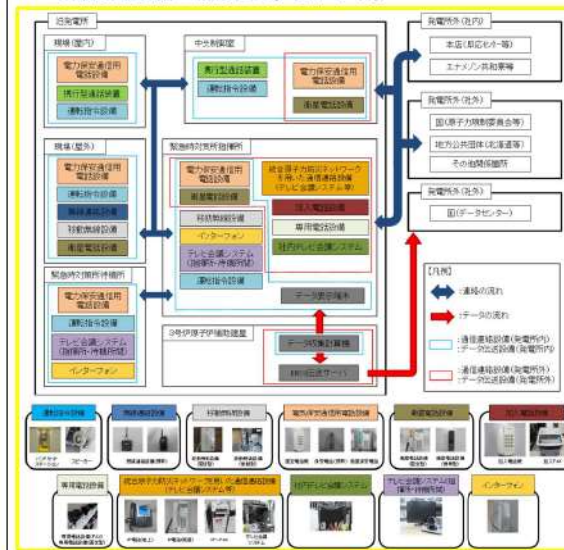 泊発電所
現場(屋内)
電力保安通信用
電話設備
携行型通話装置
運転指令設備
中央制御室
携行型通話装置
運転指令設備
電力保安通信用
電話設備
衛星電話設備
現場(屋外)
電力保安通信用
電話設備
運転指令設備
無線連絡設備
移動無線設備
衛星電話設備
緊急時対策所指揮所
電力保安通信用
電話設備
衛星電話設備
移動無線設備
インターフォン
テレビ会議システム
(指揮所-待機所間)
運転指令設備
統合原子力防災ネットワーク
を用いた通信連絡設備
(テレビ会議システム等)
加入電話設備
専用電話設備
社内テレビ会議システム
データ表示端末
緊急時対策所待機所
電力保安通信用
電話設備
運転指令設備
テレビ会議システム
(指揮所-待機所間)
インターフォン
3号炉原子炉補助建屋
データ収集計算機
発電所外(社内)
発電所外(社外)
国(原子力規制委員会等)
地方公共団体(北海道等)
その他関係箇所
発電所外(社外)
国(データセンター)
【凡例】
:連絡の流れ
:データの流れ
:通信連絡設備(発電所内)
:データ伝送設備(発電所内)
:通信連絡設備(発電所外)
:データ伝送設備(発電所外)
運転指令設備
無線連絡設備
移動無線設備
電力保安通信用電話設備
衛星電話設備
加入電話設備
スピーカー
専用電話設備
統合原子力防災ネットワークを用いた通信連絡設備
(テレビ会議システム等)
社内テレビ会議システム
テレビ会議システム(指
揮所-待機所間)
インターフォン